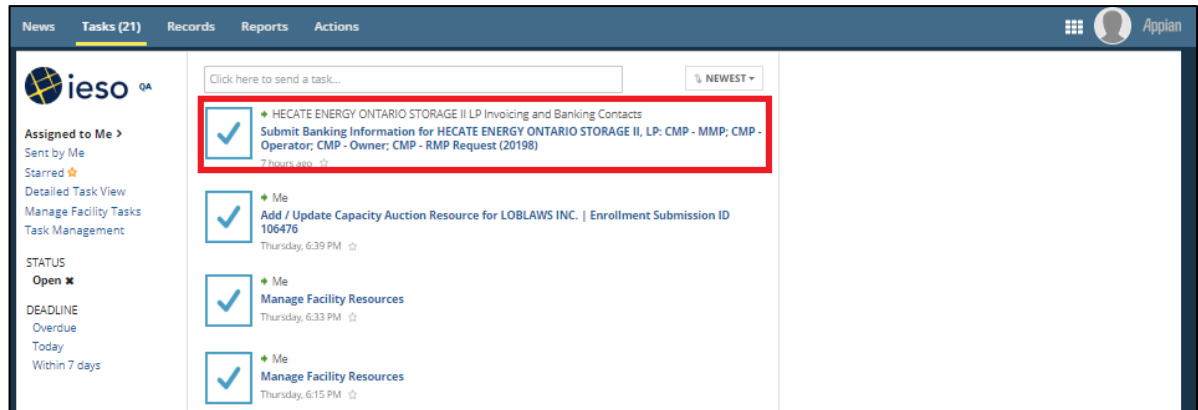 News Tasks (21) Records Reports Actions Appian
ieso QA
Assigned to Me >
Sent by Me
Starred
Detailed Task View
Manage Facility Tasks
Task Management
STATUS
Open ✖
DEADLINE
Overdue
Today
Within 7 days
Click here to send a task...
NEWEST
HECATE ENERGY ONTARIO STORAGE II LP Invoicing and Banking Contacts
Submit Banking Information for HECATE ENERGY ONTARIO STORAGE II, LP: CMP - MMP; CMP -
Operator; CMP - Owner; CMP - RMP Request (20198)
7 hours ago
Me
Add / Update Capacity Auction Resource for LOBLAWS INC. | Enrollment Submission ID
106476
Thursday, 6:39 PM
Me
Manage Facility Resources
Thursday, 6:33 PM
Me
Manage Facility Resources
Thursday, 6:15 PM